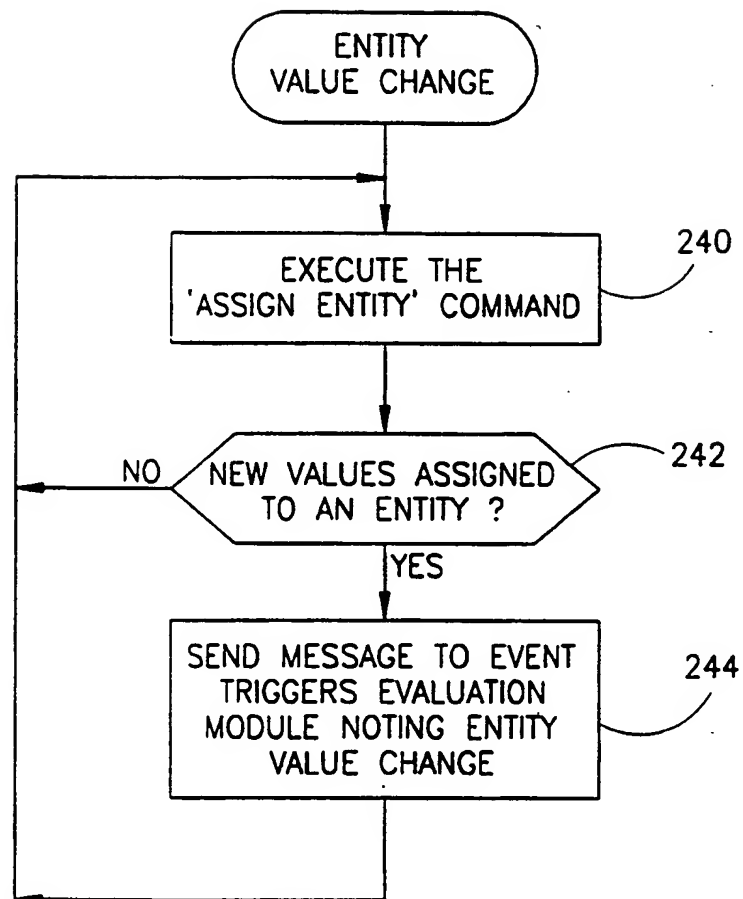 ENTITY
VALUE CHANGE
EXECUTE THE
'ASSIGN ENTITY' COMMAND
240
NEW VALUES ASSIGNED
TO AN ENTITY ?
242
NO
YES
SEND MESSAGE TO EVENT
TRIGGERS EVALUATION
MODULE NOTING ENTITY
VALUE CHANGE
244